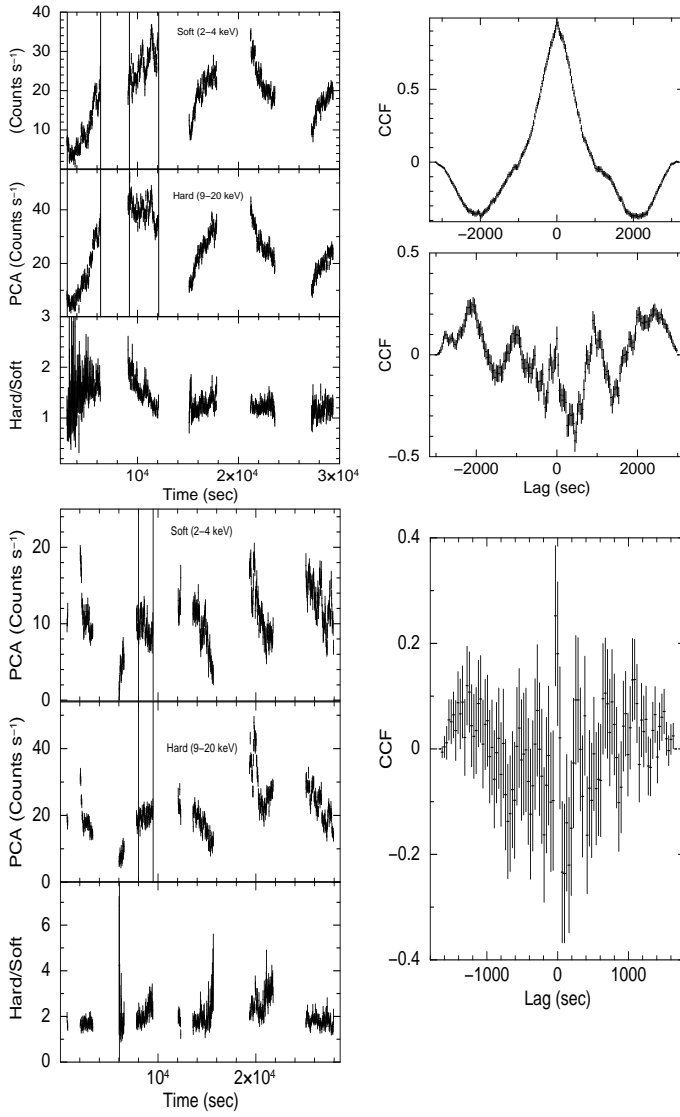 40
30
20
10
(Counts s⁻¹)
Soft (2−4 keV)
40
20
PCA (Counts s⁻¹)
Hard (9−20 keV)
3
2
1
Hard/Soft
10⁴ 2×10⁴ 3×10⁴
Time (sec)
0.5
0
CCF
−2000 0 2000
0.5
0
−0.5
CCF
−2000 0 2000
Lag (sec)
20
10
0
PCA (Counts s⁻¹)
Soft (2−4 keV)
40
20
0
PCA (Counts s⁻¹)
Hard (9−20 keV)
6
4
2
0
Hard/Soft
10⁴ 2×10⁴
Time (sec)
0.4
0.2
0
−0.2
−0.4
CCF
−1000 0 1000
Lag (sec)